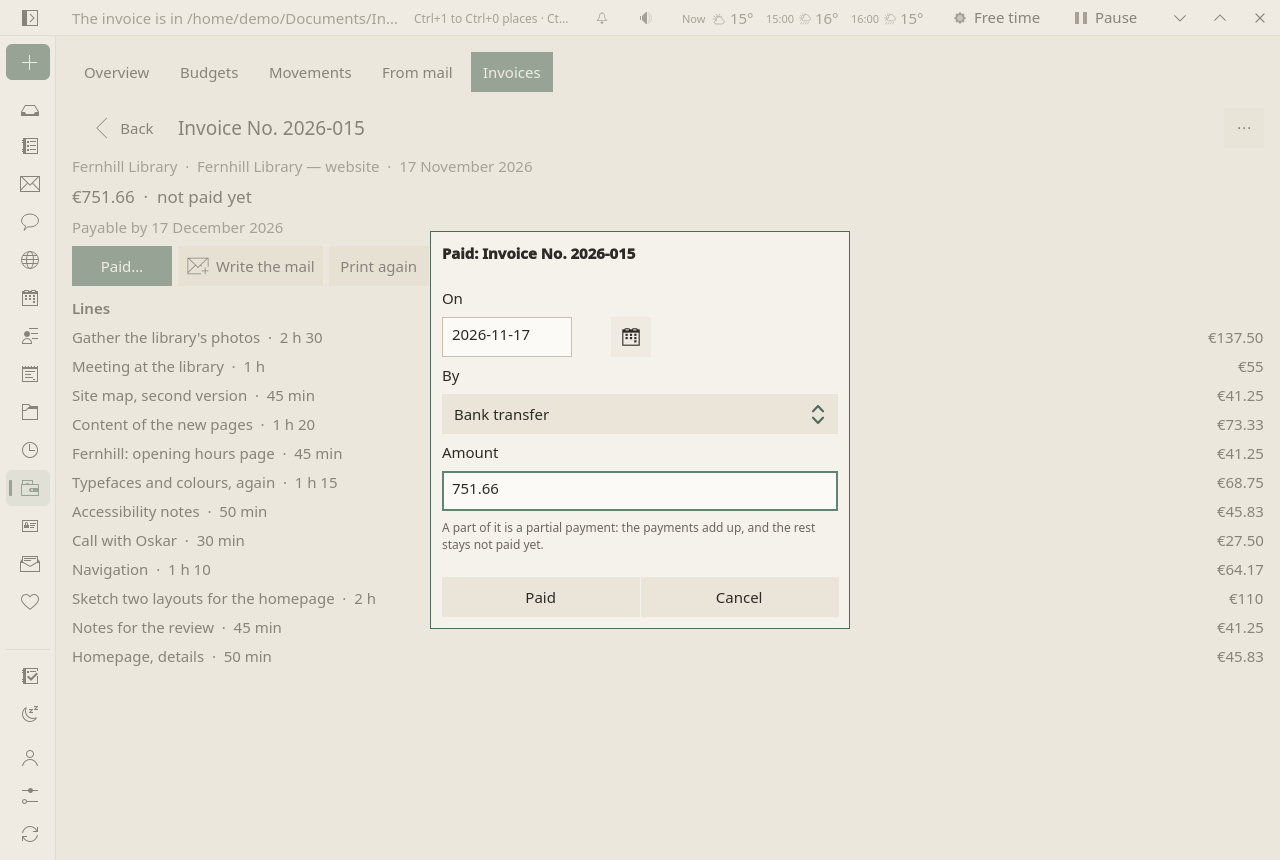 The invoice is in /home/demo/Documents/In... Ctrl+1 to Ctrl+0 places · Ct... Now 15° 15:00 16° 16:00 15° Free time Pause
Overview Budgets Movements From mail Invoices
Back Invoice No. 2026-015 ...
Fernhill Library · Fernhill Library — website · 17 November 2026
€751.66 · not paid yet
Payable by 17 December 2026
Paid... Write the mail Print again
Lines
Gather the library's photos · 2 h 30 €137.50
Meeting at the library · 1 h €55
Site map, second version · 45 min €41.25
Content of the new pages · 1 h 20 €73.33
Fernhill: opening hours page · 45 min €41.25
Typefaces and colours, again · 1 h 15 €68.75
Accessibility notes · 50 min €45.83
Call with Oskar · 30 min €27.50
Navigation · 1 h 10 €64.17
Sketch two layouts for the homepage · 2 h €110
Notes for the review · 45 min €41.25
Homepage, details · 50 min €45.83
Paid: Invoice No. 2026-015
On
2026-11-17
By
Bank transfer
Amount
751.66
A part of it is a partial payment: the payments add up, and the rest
stays not paid yet.
Paid Cancel